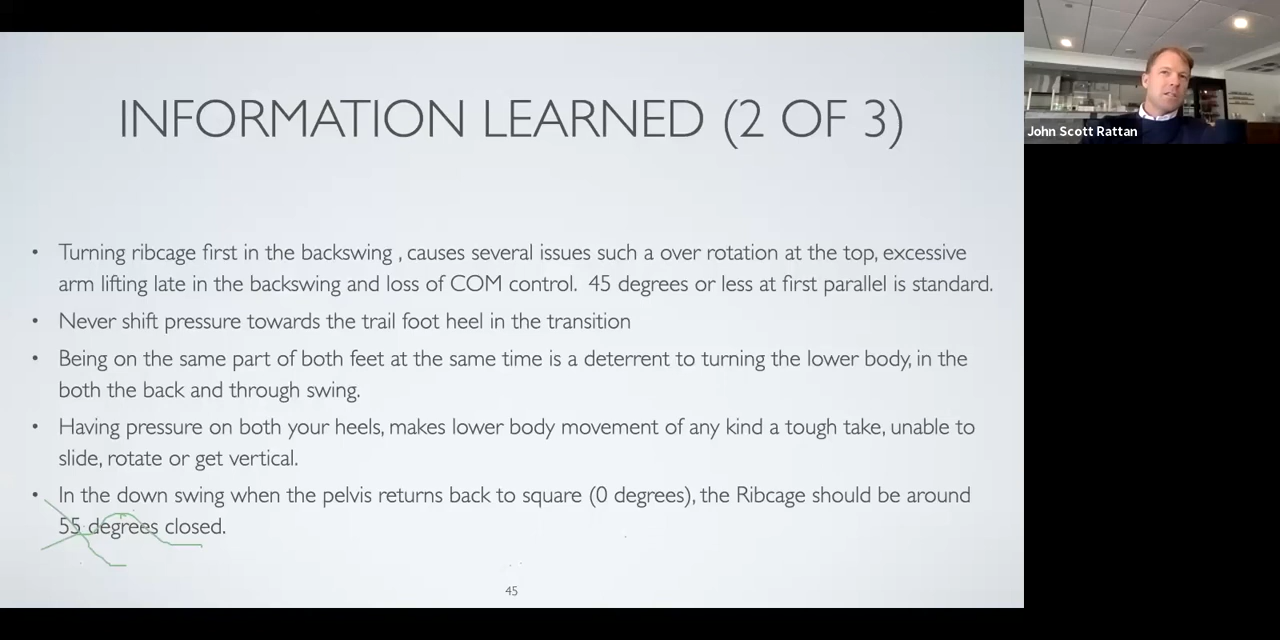 INFORMATION LEARNED (2 OF 3)
• Turning ribcage first in the backswing , causes several issues such a over rotation at the top, excessive
arm lifting late in the backswing and loss of COM control. 45 degrees or less at first parallel is standard.
• Never shift pressure towards the trail foot heel in the transition
• Being on the same part of both feet at the same time is a deterrent to turning the lower body, in the
both the back and through swing.
• Having pressure on both your heels, makes lower body movement of any kind a tough take, unable to
slide, rotate or get vertical.
• In the down swing when the pelvis returns back to square (0 degrees), the Ribcage should be around
55 degrees closed.
45
John Scott Rattan